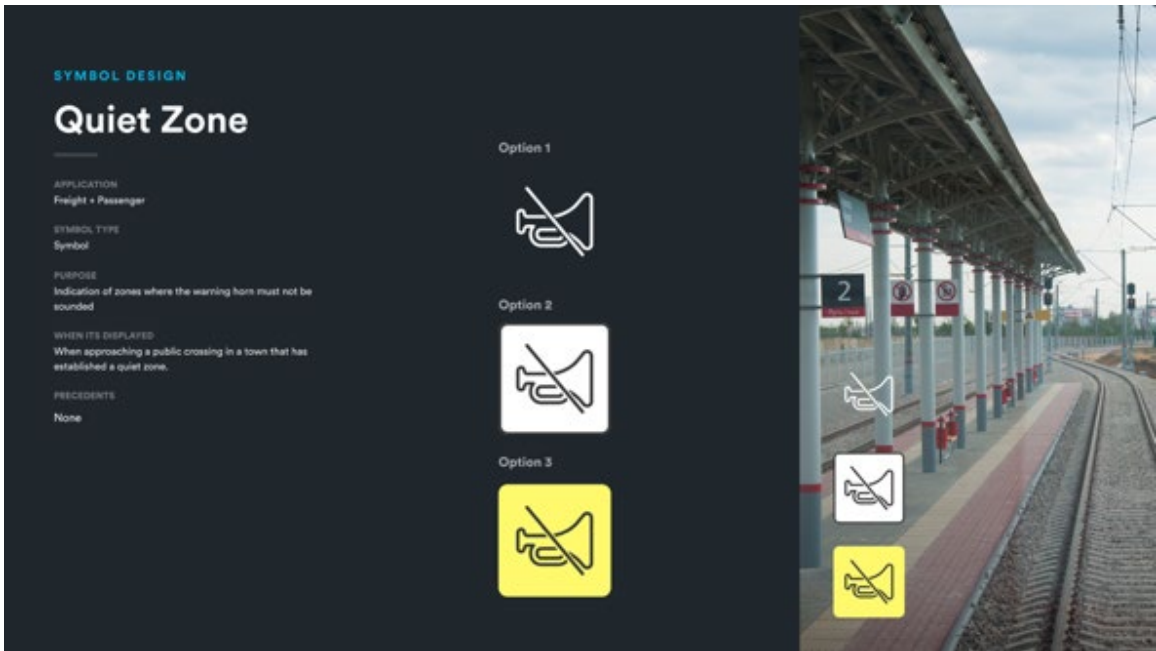 SYMBOL DESIGN
Quiet Zone
APPLICATION
Freight + Passenger
SYMBOL TYPE
Symbol
PURPOSE
Indication of zones where the warning horn must not be
sounded
WHEN ITS DISPLAYED
When approaching a public crossing in a town that has
established a quiet zone.
PRECEDENTS
None
Option 1
Option 2
Option 3
2